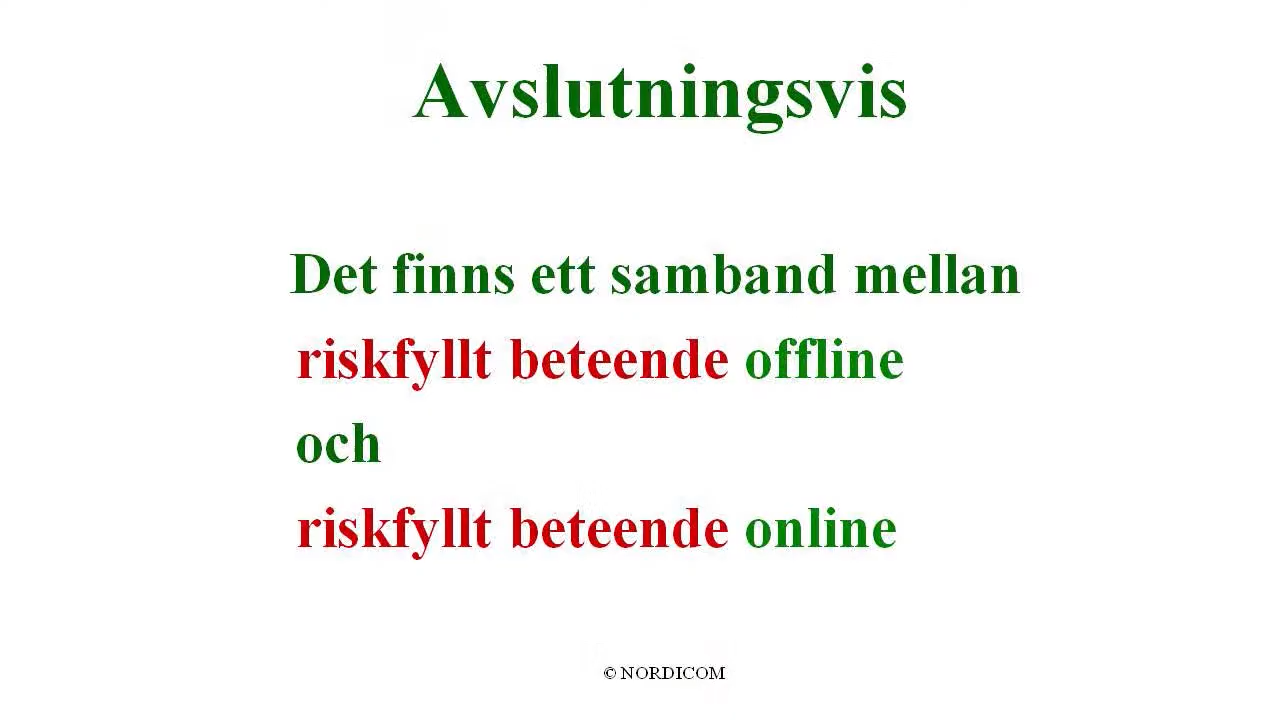 Avslutningsvis
Det finns ett samband mellan
riskfyllt beteende offline
och
riskfyllt beteende online
© NORDICOM